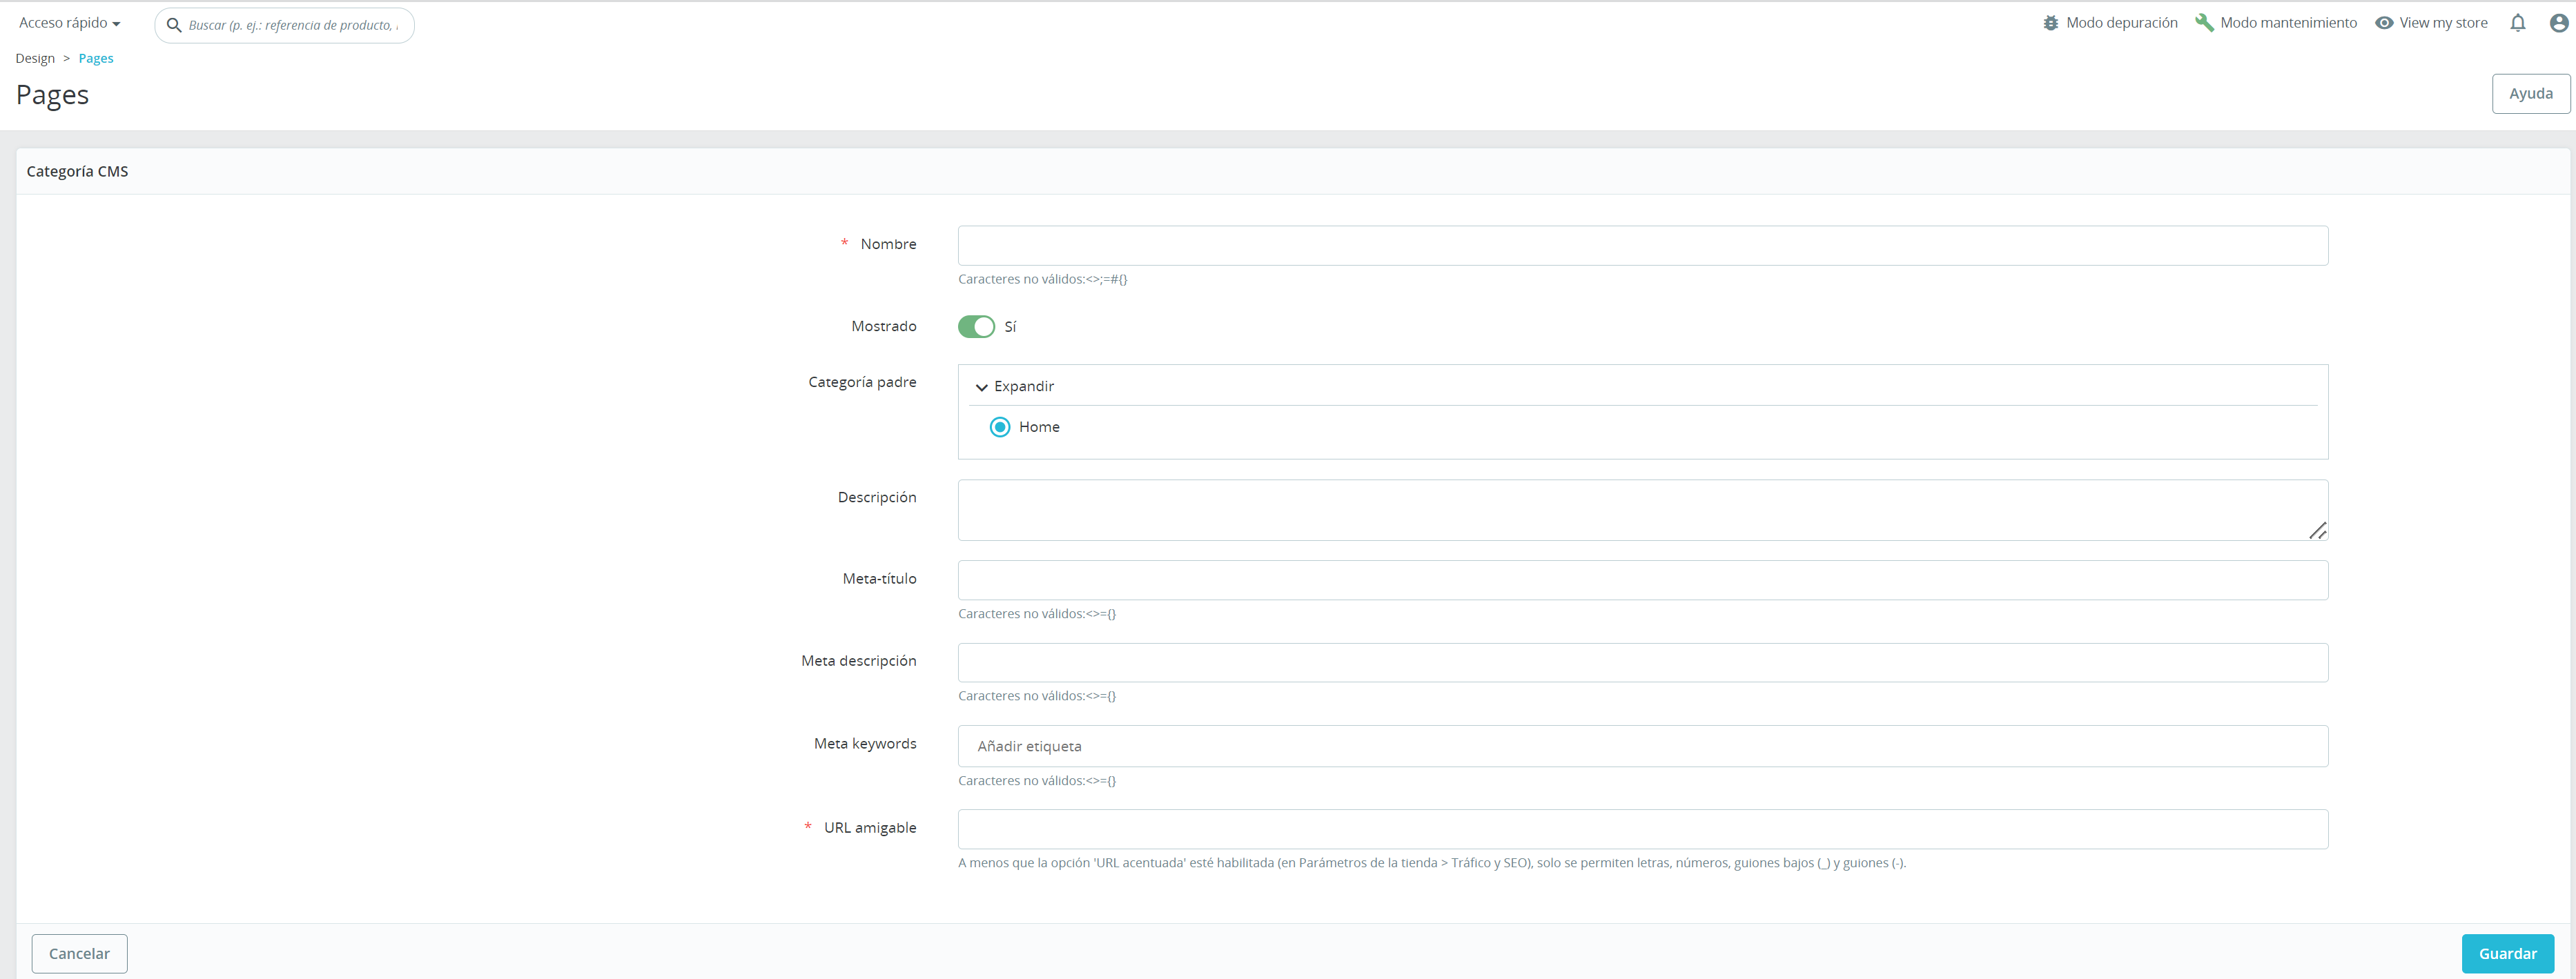 Acceso rápido
Buscar (p. ej.: referencia de producto,
Modo depuración
Modo mantenimiento
View my store
Design > Pages
Pages
Ayuda
Categoría CMS
* Nombre
Caracteres no válidos:<>;=#{}
Mostrado
Sí
Categoría padre
Expandir
Home
Descripción
Meta-título
Caracteres no válidos:<>={}
Meta descripción
Caracteres no válidos:<>={}
Meta keywords
Añadir etiqueta
Caracteres no válidos:<>={}
* URL amigable
A menos que la opción 'URL acentuada' esté habilitada (en Parámetros de la tienda > Tráfico y SEO), solo se permiten letras, números, guiones bajos (_) y guiones (-).
Cancelar
Guardar